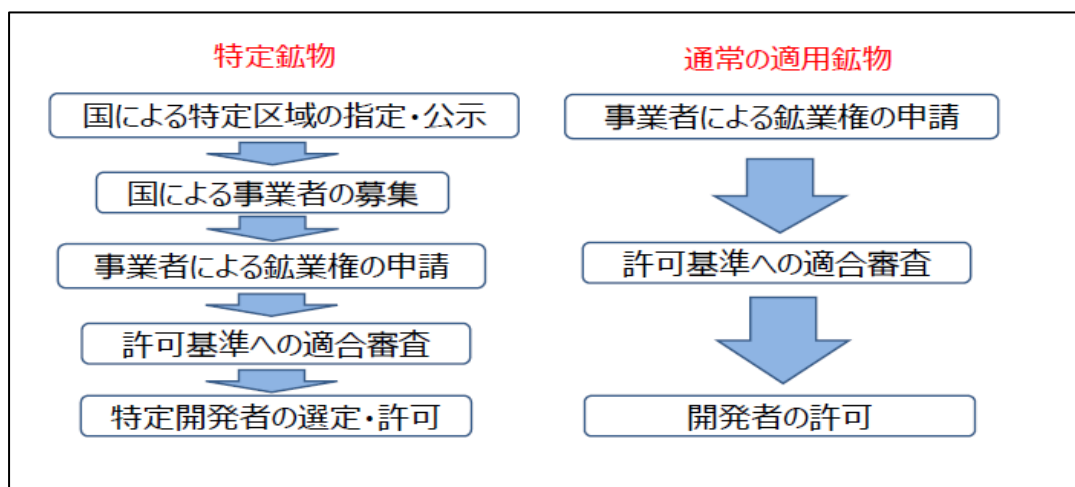 特定鉱物
国による特定区域の指定・公示
国による事業者の募集
事業者による鉱業権の申請
許可基準への適合審査
特定開発者の選定・許可
通常の適用鉱物
事業者による鉱業権の申請
許可基準への適合審査
開発者の許可